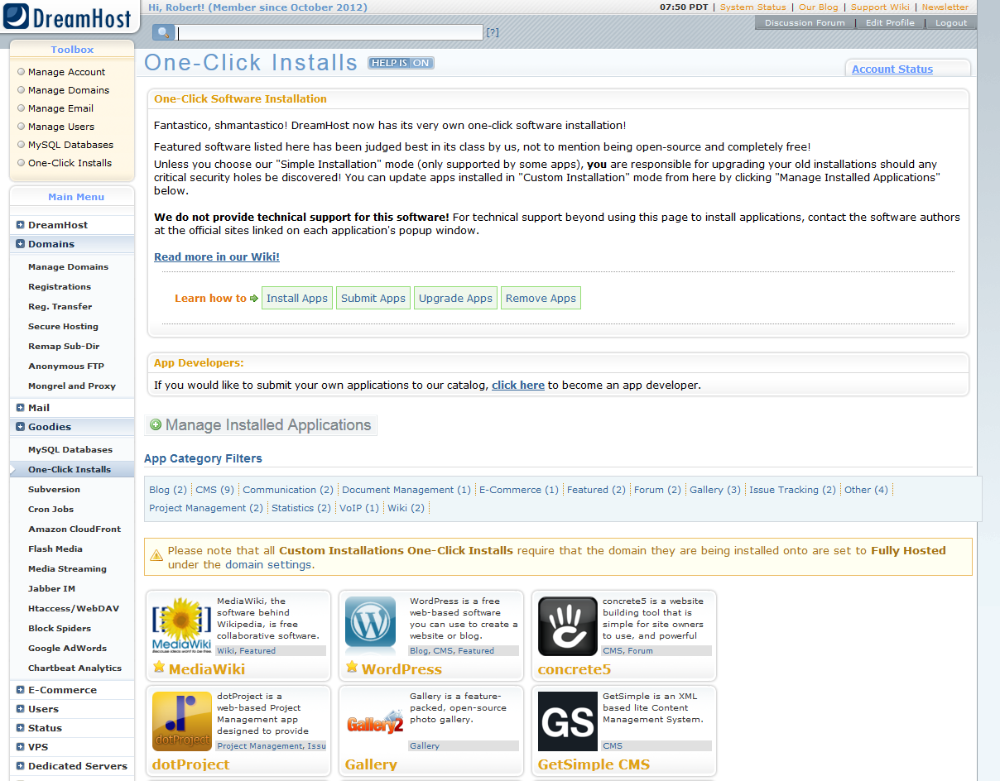 DreamHost
Hi, Robert! (Member since October 2012)
07:50 PDT | System Status | Our Blog | Support Wiki | Newsletter
[?]
Discussion Forum | Edit Profile | Logout
Toolbox
Manage Account
Manage Domains
Manage Email
Manage Users
MySQL Databases
One-Click Installs
Main Menu
DreamHost
Domains
Manage Domains
Registrations
Reg. Transfer
Secure Hosting
Remap Sub-Dir
Anonymous FTP
Mongrel and Proxy
Mail
Goodies
MySQL Databases
One-Click Installs
Subversion
Cron Jobs
Amazon CloudFront
Flash Media
Media Streaming
Jabber IM
Htaccess/WebDAV
Block Spiders
Google AdWords
Chartbeat Analytics
E-Commerce
Users
Status
VPS
Dedicated Servers
One-Click Installs HELP IS ON
Account Status
One-Click Software Installation
Fantastico, shmantastico! DreamHost now has its very own one-click software installation!
Featured software listed here has been judged best in its class by us, not to mention being open-source and completely free!
Unless you choose our "Simple Installation" mode (only supported by some apps), you are responsible for upgrading your old installations should any
critical security holes be discovered! You can update apps installed in "Custom Installation" mode from here by clicking "Manage Installed Applications"
below.
We do not provide technical support for this software! For technical support beyond using this page to install applications, contact the software authors
at the official sites linked on each application's popup window.
Read more in our Wiki!
Learn how to Install Apps Submit Apps Upgrade Apps Remove Apps
App Developers:
If you would like to submit your own applications to our catalog, click here to become an app developer.
Manage Installed Applications
App Category Filters
Blog (2) CMS (9) Communication (2) Document Management (1) E-Commerce (1) Featured (2) Forum (2) Gallery (3) Issue Tracking (2) Other (4)
Project Management (2) Statistics (2) VoIP (1) Wiki (2)
Please note that all Custom Installations One-Click Installs require that the domain they are being installed onto are set to Fully Hosted
under the domain settings.
MediaWiki
Because ideas want to be free.
MediaWiki, the
software behind
Wikipedia, is free
collaborative software.
Wiki, Featured
MediaWiki
W
WordPress is a free
web-based software
you can use to create a
website or blog.
Blog, CMS, Featured
WordPress
concrete5 is a website
building tool that is
simple for site owners
to use, and powerful
CMS, Forum
concrete5
dotProject
dotProject is a
web-based Project
Management app
designed to provide
Project Management, Issu
dotProject
Gallery2
Gallery is a feature-
packed, open-source
photo gallery.
Gallery
Gallery
GS
GetSimple is an XML
based lite Content
Management System.
CMS
GetSimple CMS